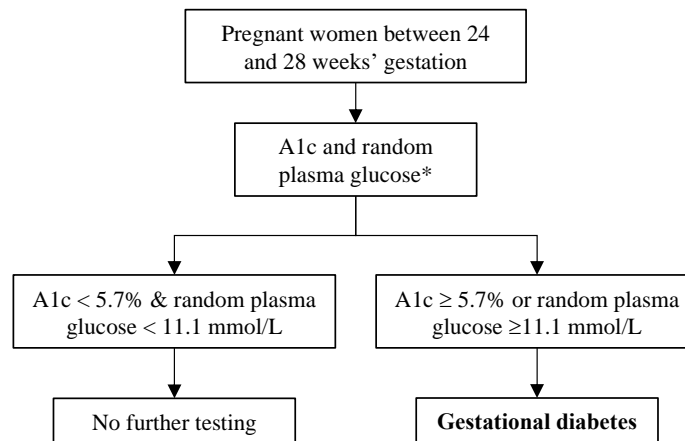 Pregnant women between 24
and 28 weeks’ gestation
A1c and random
plasma glucose*
A1c < 5.7% & random plasma
glucose < 11.1 mmol/L
A1c ≥ 5.7% or random plasma
glucose ≥11.1 mmol/L
No further testing
Gestational diabetes